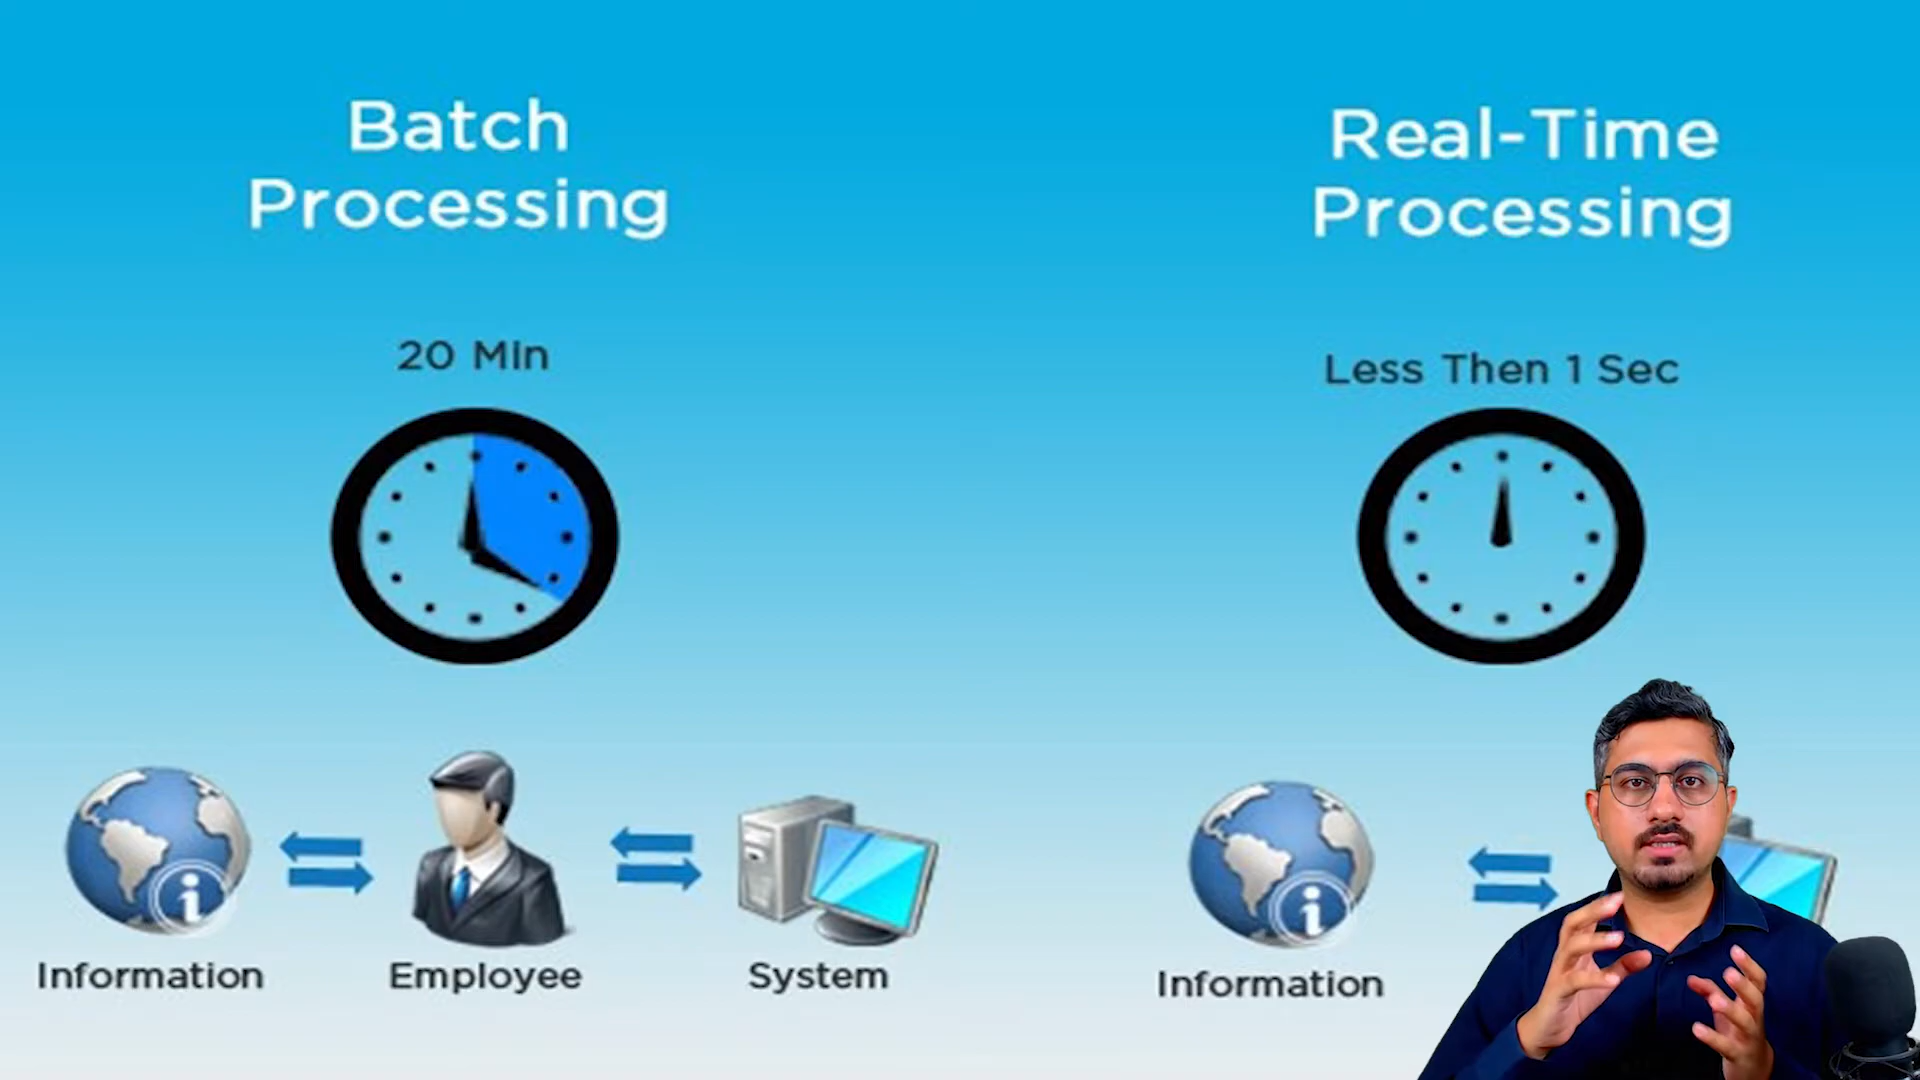 Batch
Processing
20 Min
Information
Employee
System
Real-Time
Processing
Less Then 1 Sec
Information